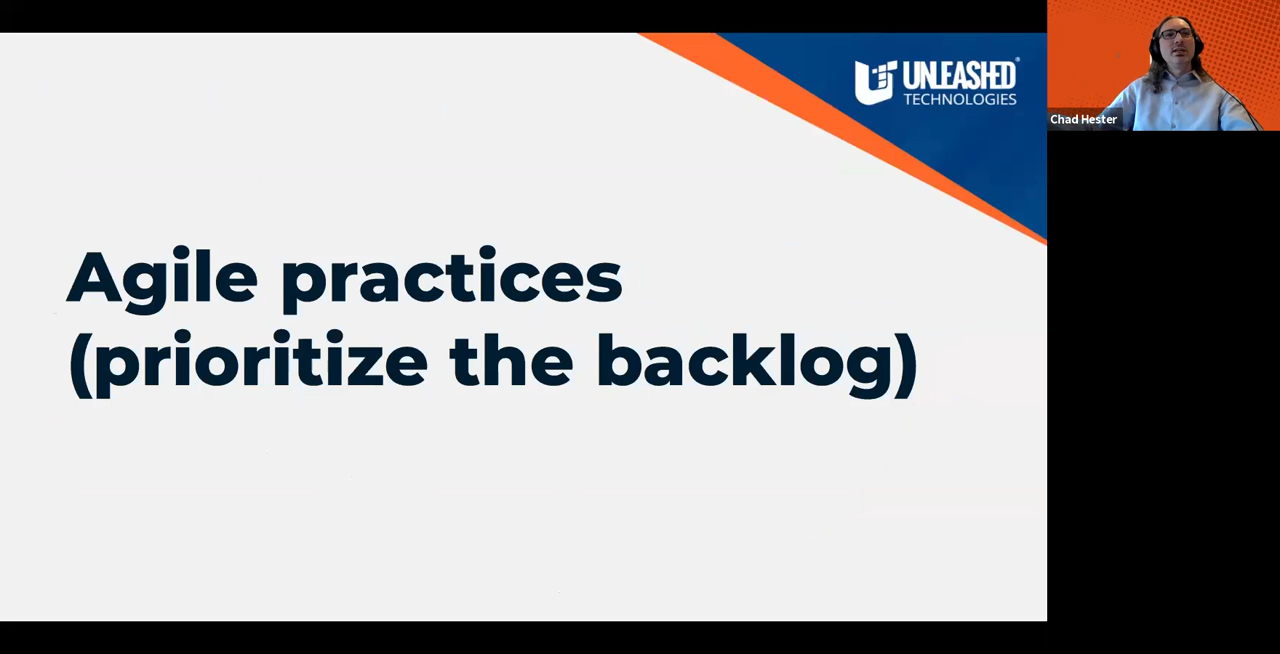 UNLEASHED®
TECHNOLOGIES
Chad Hester
Agile practices
(prioritize the backlog)